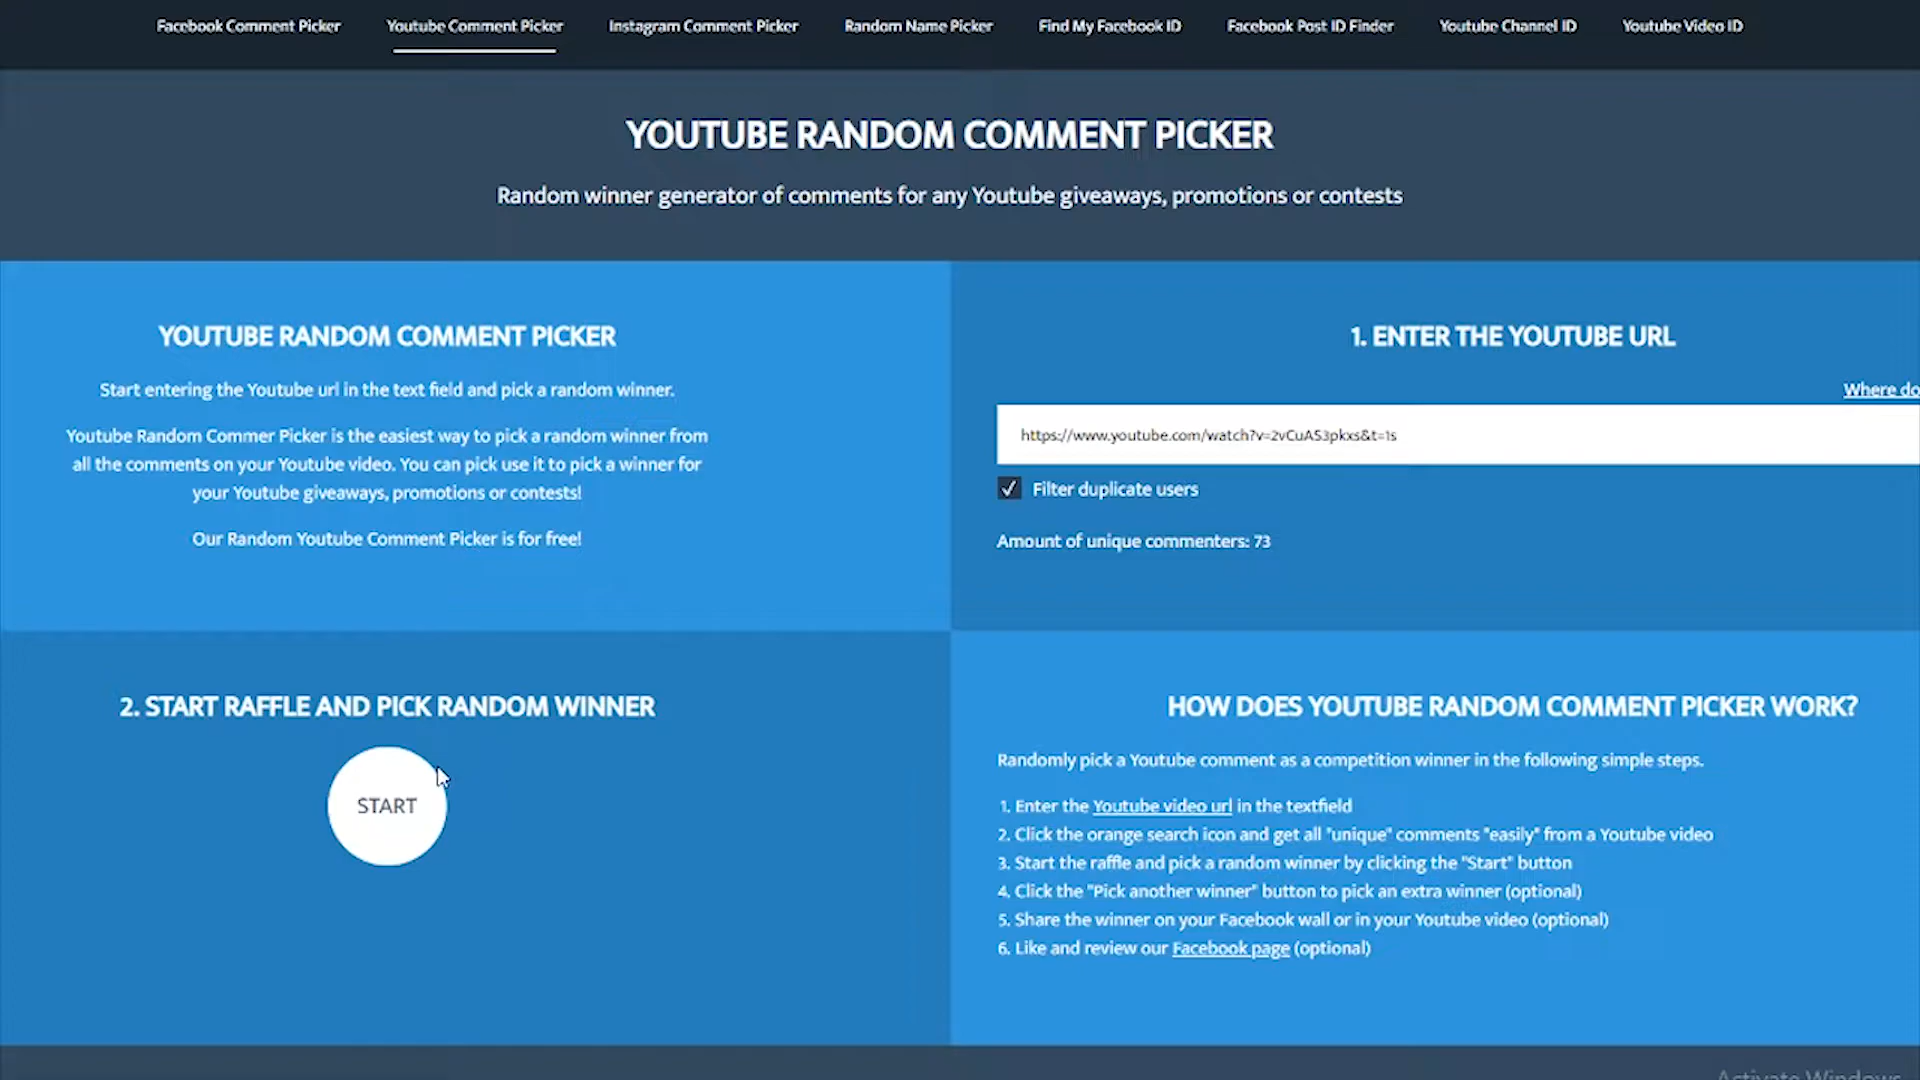 Facebook Comment Picker Youtube Comment Picker Instagram Comment Picker Random Name Picker Find My Facebook ID Facebook Post ID Finder Youtube Channel ID Youtube Video ID
YOUTUBE RANDOM COMMENT PICKER
Random winner generator of comments for any Youtube giveaways, promotions or contests
YOUTUBE RANDOM COMMENT PICKER
Start entering the Youtube url in the text field and pick a random winner.
Youtube Random Commer Picker is the easiest way to pick a random winner from
all the comments on your Youtube video. You can pick use it to pick a winner for
your Youtube giveaways, promotions or contests!
Our Random Youtube Comment Picker is for free!
1. ENTER THE YOUTUBE URL
Where do
https://www.youtube.com/watch?v=2vCuAS3pkxs&t=1s
Filter duplicate users
Amount of unique commenters: 73
2. START RAFFLE AND PICK RANDOM WINNER
START
HOW DOES YOUTUBE RANDOM COMMENT PICKER WORK?
Randomly pick a Youtube comment as a competition winner in the following simple steps.
1. Enter the Youtube video url in the textfield
2. Click the orange search icon and get all "unique" comments "easily" from a Youtube video
3. Start the raffle and pick a random winner by clicking the "Start" button
4. Click the "Pick another winner" button to pick an extra winner (optional)
5. Share the winner on your Facebook wall or in your Youtube video (optional)
6. Like and review our Facebook page (optional)
Activate Windows